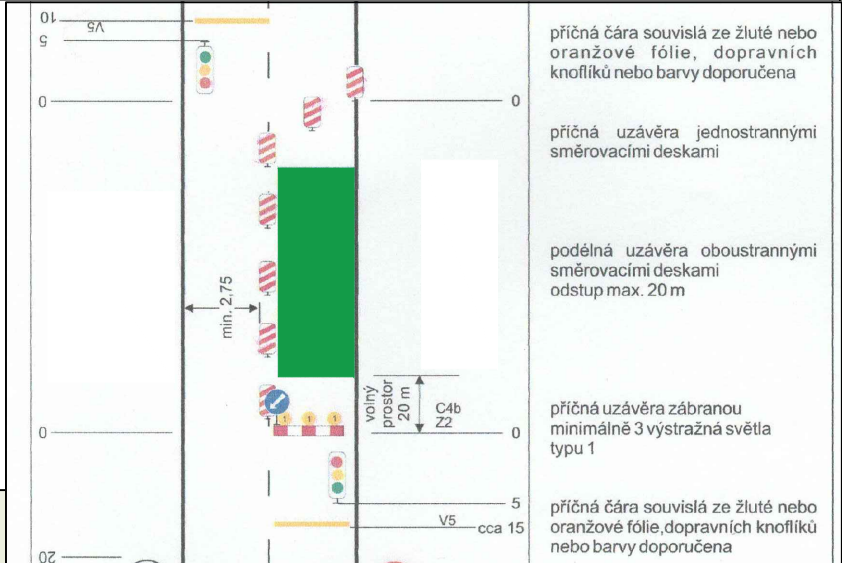 10
V5
5
0
0
příčná čára souvislá ze žluté nebo
oranžové fólie, dopravních
knoflíků nebo barvy doporučena
příčná uzávěra jednostrannými
směrovacími deskami
podélná uzávěra oboustrannými
směrovacími deskami
odstup max. 20 m
min. 2,75
volný
prostor
20 m
C4b
Z2
1 1 1
0
0
příčná uzávěra zábranou
minimálně 3 výstražná světla
typu 1
5
V5
cca 15
příčná čára souvislá ze žluté nebo
oranžové fólie,dopravních knoflíků
nebo barvy doporučena
20